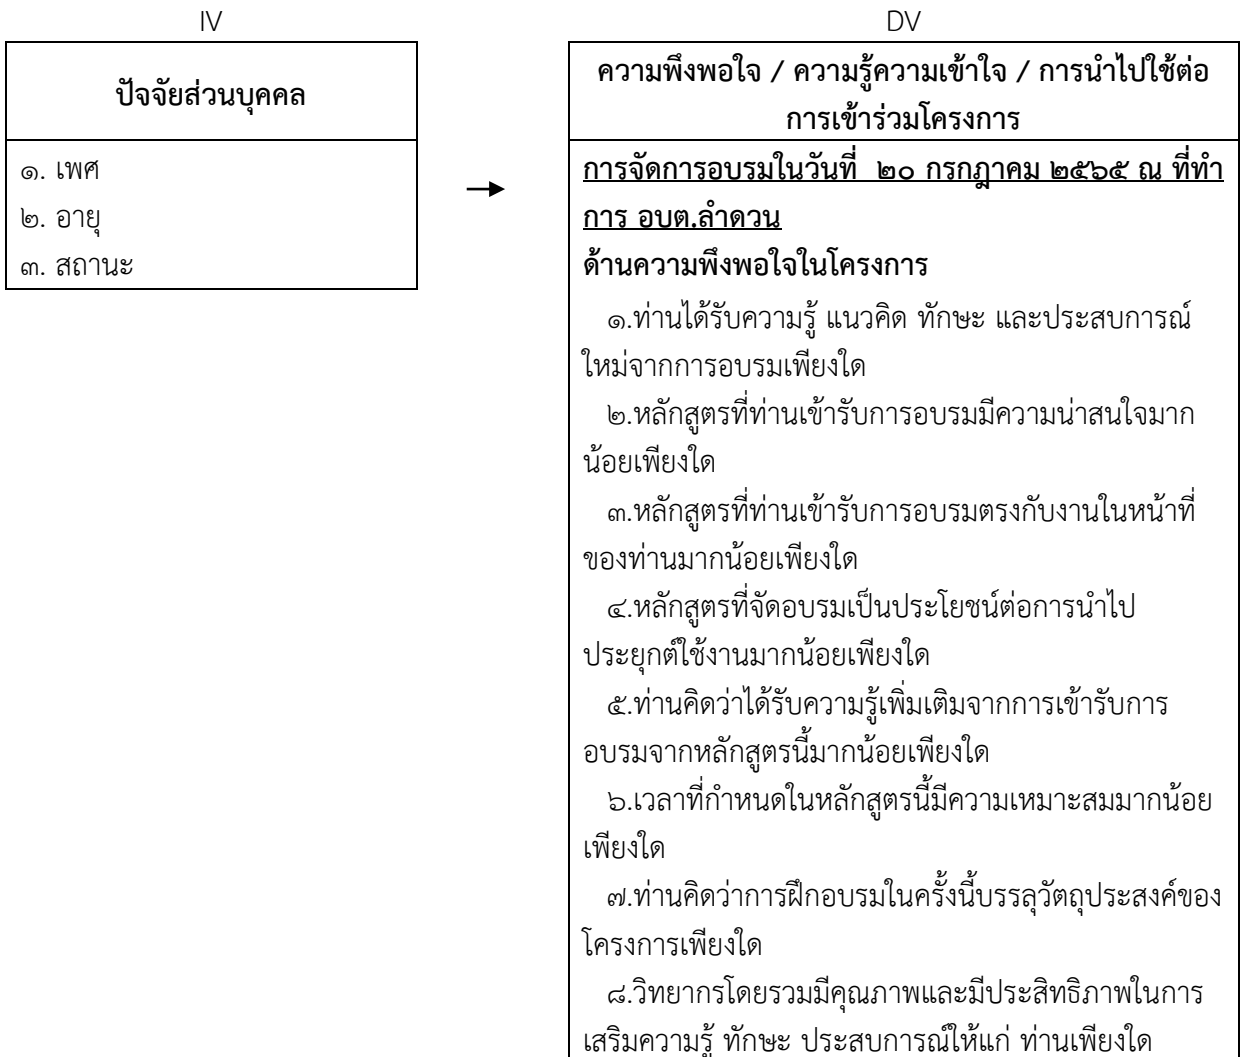 IV
ปัจจัยส่วนบุคคล
๑. เพศ
๒. อายุ
๓. สถานะ
DV
ความพึงพอใจ / ความรู้ความเข้าใจ / การนำไปใช้ต่อ
การเข้าร่วมโครงการ
การจัดการอบรมในวันที่ ๒๐ กรกฎาคม ๒๕๖๕ ณ ที่ทำ
การ อบต.ลำดวน
ด้านความพึงพอใจในโครงการ
๑.ท่านได้รับความรู้ แนวคิด ทักษะ และประสบการณ์
ใหม่จากการอบรมเพียงใด
๒.หลักสูตรที่ท่านเข้ารับการอบรมมีความน่าสนใจมาก
น้อยเพียงใด
๓.หลักสูตรที่ท่านเข้ารับการอบรมตรงกับงานในหน้าที่
ของท่านมากน้อยเพียงใด
๔.หลักสูตรที่จัดอบรมเป็นประโยชน์ต่อการนำไป
ประยุกต์ใช้งานมากน้อยเพียงใด
๕.ท่านคิดว่าได้รับความรู้เพิ่มเติมจากการเข้ารับการ
อบรมจากหลักสูตรนี้มากน้อยเพียงใด
๖.เวลาที่กำหนดในหลักสูตรนี้มีความเหมาะสมมากน้อย
เพียงใด
๗.ท่านคิดว่าการฝึกอบรมในครั้งนี้บรรลุวัตถุประสงค์ของ
โครงการเพียงใด
๘.วิทยากรโดยรวมมีคุณภาพและมีประสิทธิภาพในการ
เสริมความรู้ ทักษะ ประสบการณ์ให้แก่ ท่านเพียงใด